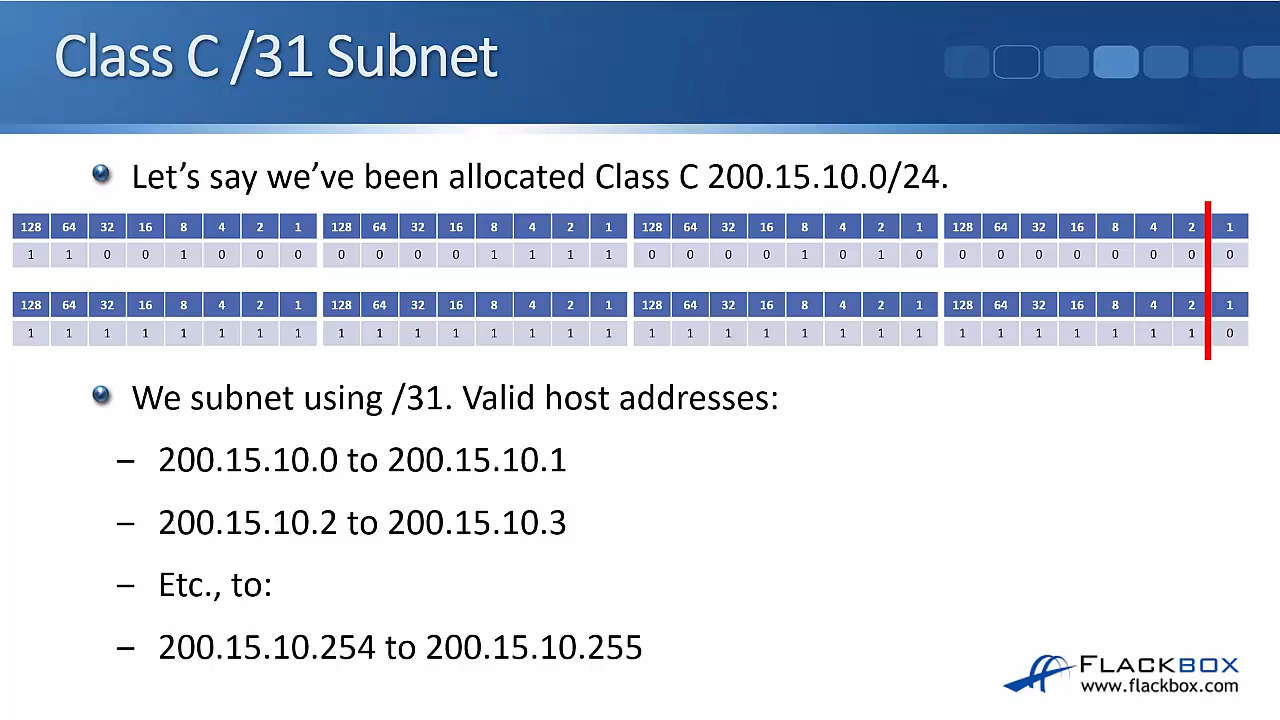 Class C /31 Subnet
Let's say we've been allocated Class C 200.15.10.0/24.
128 64 32 16 8 4 2 1 128 64 32 16 8 4 2 1 128 64 32 16 8 4 2 1 128 64 32 16 8 4 2 1
1 1 0 0 1 0 0 0 0 0 0 0 1 1 1 1 0 0 0 0 1 0 1 0 0 0 0 0 0 0 0 0
128 64 32 16 8 4 2 1 128 64 32 16 8 4 2 1 128 64 32 16 8 4 2 1 128 64 32 16 8 4 2 1
1 1 1 1 1 1 1 1 1 1 1 1 1 1 1 1 1 1 1 1 1 1 1 1 1 1 1 1 1 1 1 0
We subnet using /31. Valid host addresses:
– 200.15.10.0 to 200.15.10.1
– 200.15.10.2 to 200.15.10.3
– Etc., to:
– 200.15.10.254 to 200.15.10.255
FLACKBOX
www.flackbox.com